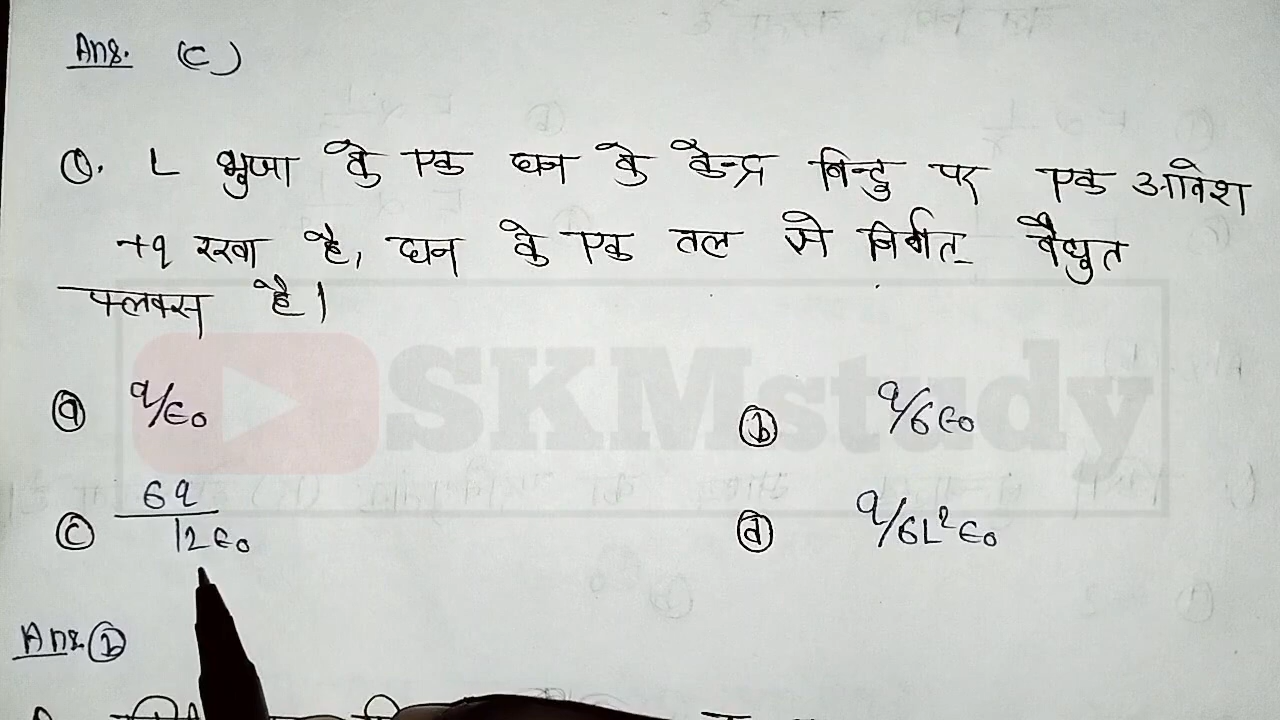 Ans. (C)
Q. L भुजा के एक घन के केन्द्र बिन्दु पर एक आवेश
+q रखा है, घन के एक तल से निर्गत वैद्युत
फ्लक्स है।
SKMstudy
(a) q/ϵ₀
(b) q/6ϵ₀
(c) 6q/12ϵ₀
(d) q/6L²ϵ₀
Ans. (b)